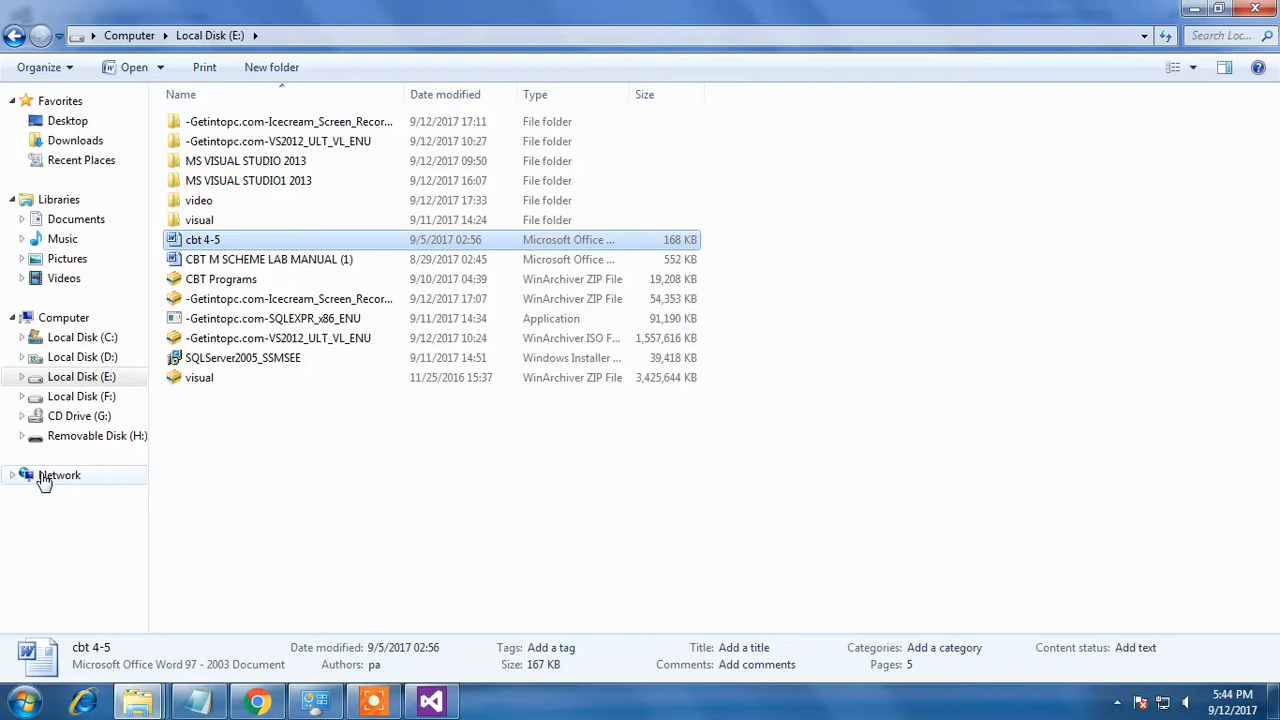 Computer Local Disk (E:) Search Loc...
Organize Open Print New folder
Favorites
Desktop
Downloads
Recent Places
Libraries
Documents
Music
Pictures
Videos
Computer
Local Disk (C:)
Local Disk (D:)
Local Disk (E:)
Local Disk (F:)
CD Drive (G:)
Removable Disk (H:)
Network
Name Date modified Type Size
-Getintopc.com-Icecream_Screen_Recor... 9/12/2017 17:11 File folder
-Getintopc.com-VS2012_ULT_VL_ENU 9/12/2017 10:27 File folder
MS VISUAL STUDIO 2013 9/12/2017 09:50 File folder
MS VISUAL STUDIO1 2013 9/12/2017 16:07 File folder
video 9/12/2017 17:33 File folder
visual 9/11/2017 14:24 File folder
cbt 4-5 9/5/2017 02:56 Microsoft Office ... 168 KB
CBT M SCHEME LAB MANUAL (1) 8/29/2017 02:45 Microsoft Office ... 552 KB
CBT Programs 9/10/2017 04:39 WinArchiver ZIP File 19,208 KB
-Getintopc.com-Icecream_Screen_Recor... 9/12/2017 17:07 WinArchiver ZIP File 54,353 KB
-Getintopc.com-SQLEXPR_x86_ENU 9/11/2017 14:34 Application 91,190 KB
-Getintopc.com-VS2012_ULT_VL_ENU 9/12/2017 10:24 WinArchiver ISO F... 1,557,616 KB
SQLServer2005_SSMSEE 9/11/2017 14:51 Windows Installer ... 39,418 KB
visual 11/25/2016 15:37 WinArchiver ZIP File 3,425,644 KB
cbt 4-5 Date modified: 9/5/2017 02:56 Tags: Add a tag Title: Add a title Categories: Add a category Content status: Add text
Microsoft Office Word 97 - 2003 Document Authors: pa Size: 167 KB Comments: Add comments Pages: 5
5:44 PM
9/12/2017